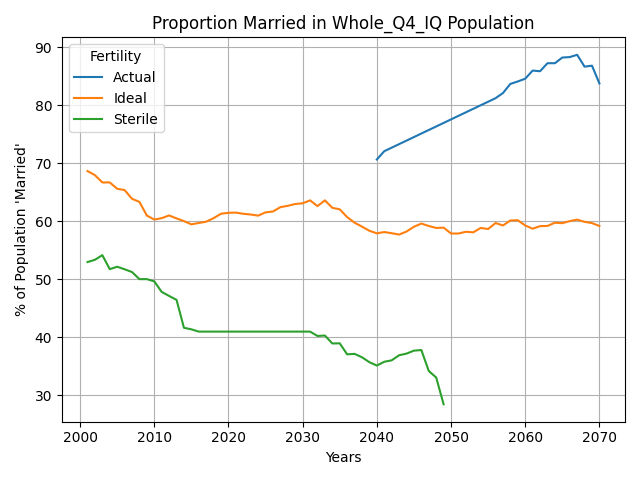 Proportion Married in Whole_Q4_IQ Population
% of Population 'Married'
90
80
70
60
50
40
30
Fertility
Actual
Ideal
Sterile
2000 2010 2020 2030 2040 2050 2060 2070
Years